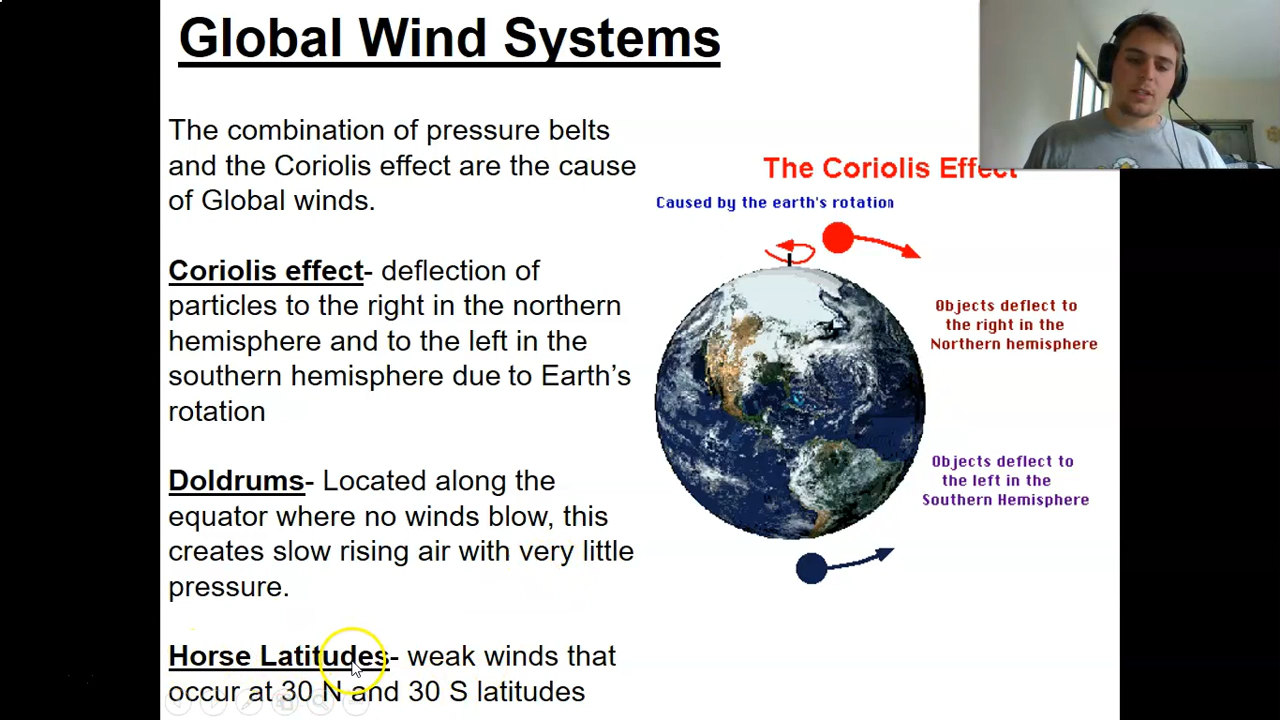 Global Wind Systems
The combination of pressure belts
and the Coriolis effect are the cause
of Global winds.
Coriolis effect- deflection of
particles to the right in the northern
hemisphere and to the left in the
southern hemisphere due to Earth’s
rotation
Doldrums- Located along the
equator where no winds blow, this
creates slow rising air with very little
pressure.
Horse Latitudes- weak winds that
occur at 30 N and 30 S latitudes
The Coriolis Effect
Caused by the earth's rotation
Objects deflect to
the right in the
Northern hemisphere
Objects deflect to
the left in the
Southern Hemisphere